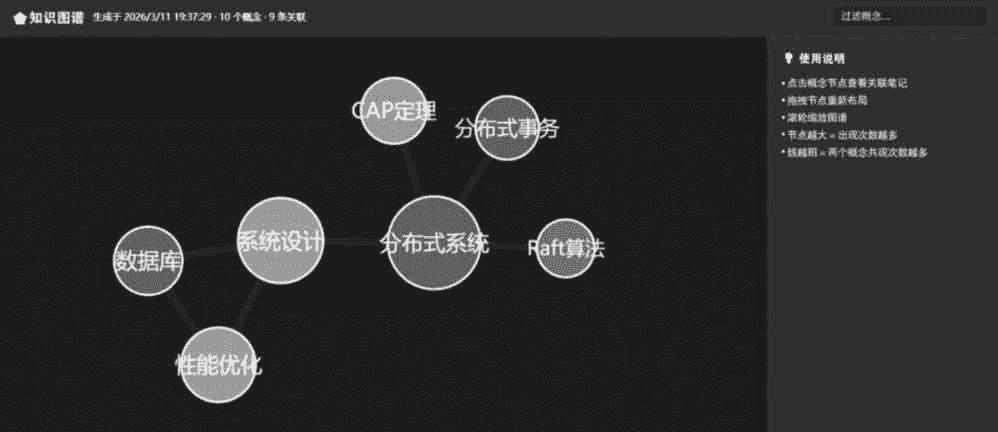 知识图谱 生成于 2026/3/11 19:37:29 · 10 个概念 · 9 条关联
过滤概念...
使用说明
• 点击概念节点查看关联笔记
• 拖拽节点重新布局
• 滚轮缩放图谱
• 节点越大 = 出现次数越多
• 线越粗 = 两个概念共现次数越多
CAP定理
分布式事务
系统设计
分布式系统
Raft算法
数据库
性能优化